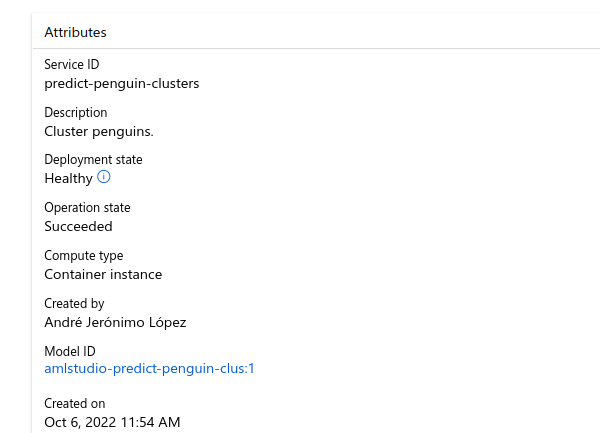 Attributes
Service ID
predict-penguin-clusters
Description
Cluster penguins.
Deployment state
Healthy
Operation state
Succeeded
Compute type
Container instance
Created by
André Jerónimo López
Model ID
amlstudio-predict-penguin-clus:1
Created on
Oct 6, 2022 11:54 AM